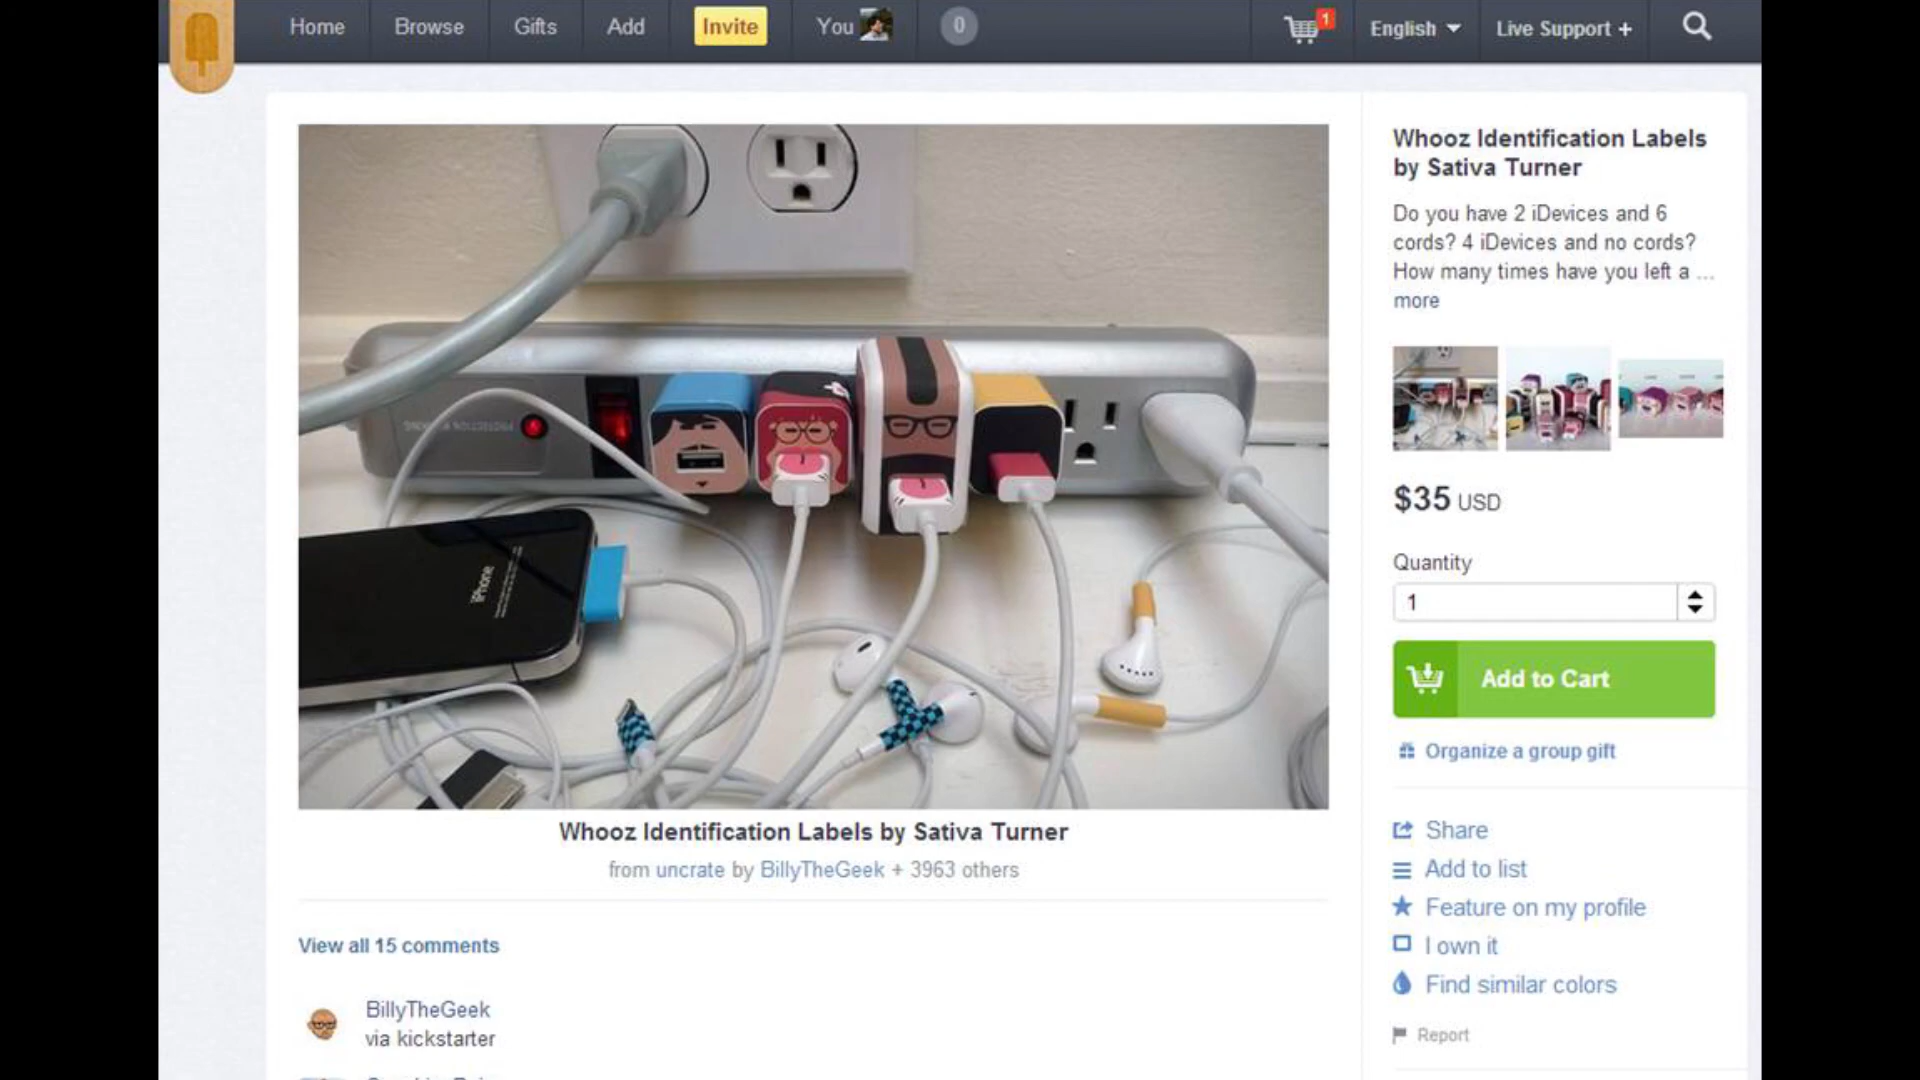 Home
Browse
Gifts
Add
Invite
You
0
1
English
Live Support +
Whooz Identification Labels
by Sativa Turner
Do you have 2 iDevices and 6
cords? 4 iDevices and no cords?
How many times have you left a ...
more
$35 USD
Quantity
1
Add to Cart
Organize a group gift
Share
Add to list
Feature on my profile
I own it
Find similar colors
Report
iPhone
Whooz Identification Labels by Sativa Turner
from uncrate by BillyTheGeek + 3963 others
View all 15 comments
BillyTheGeek
via kickstarter